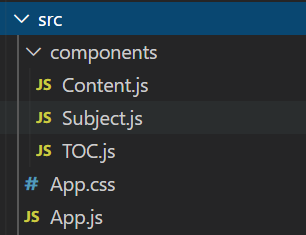 src
components
JS Content.js
JS Subject.js
JS TOC.js
# App.css
JS App.js